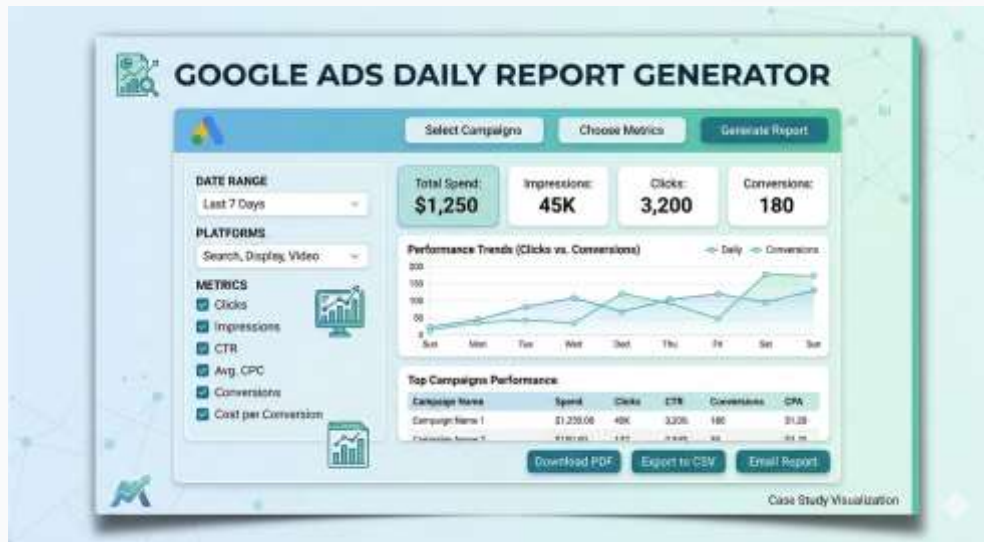 GOOGLE ADS DAILY REPORT GENERATOR
Select Campaigns
Choose Metrics
Generate Report
DATE RANGE
Last 7 Days
PLATFORMS
Search, Display, Video
METRICS
Clicks
Impressions
CTR
Avg. CPC
Conversions
Cost per Conversion
Total Spend:
$1,250
Impressions:
45K
Clicks:
3,200
Conversions:
180
Performance Trends (Clicks vs. Conversions)
Daily Conversions
200
150
100
50
Sun Mon Tue Wed Thu Fri Sat Sun
Top Campaigns Performance
Campaign Name Spend Clicks CTR Conversions CPA
Campaign Name 1
Download PDF
Export to CSV
Email Report
Case Study Visualization